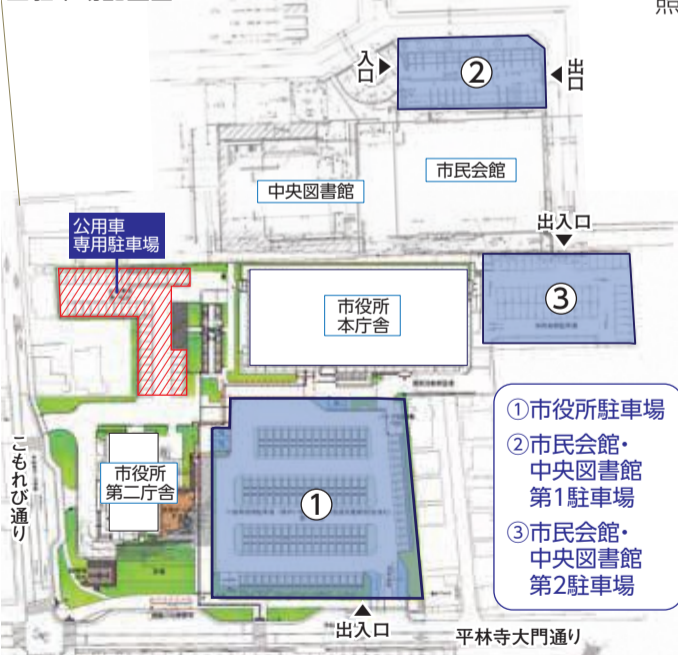 照
入口
②
出口
中央図書館
市民会館
公用車
専用駐車場
出入口
市役所
本庁舎
③
①市役所駐車場
②市民会館・
中央図書館
第1駐車場
③市民会館・
中央図書館
第2駐車場
こもれび通り
市役所
第二庁舎
①
出入口
平林寺大門通り